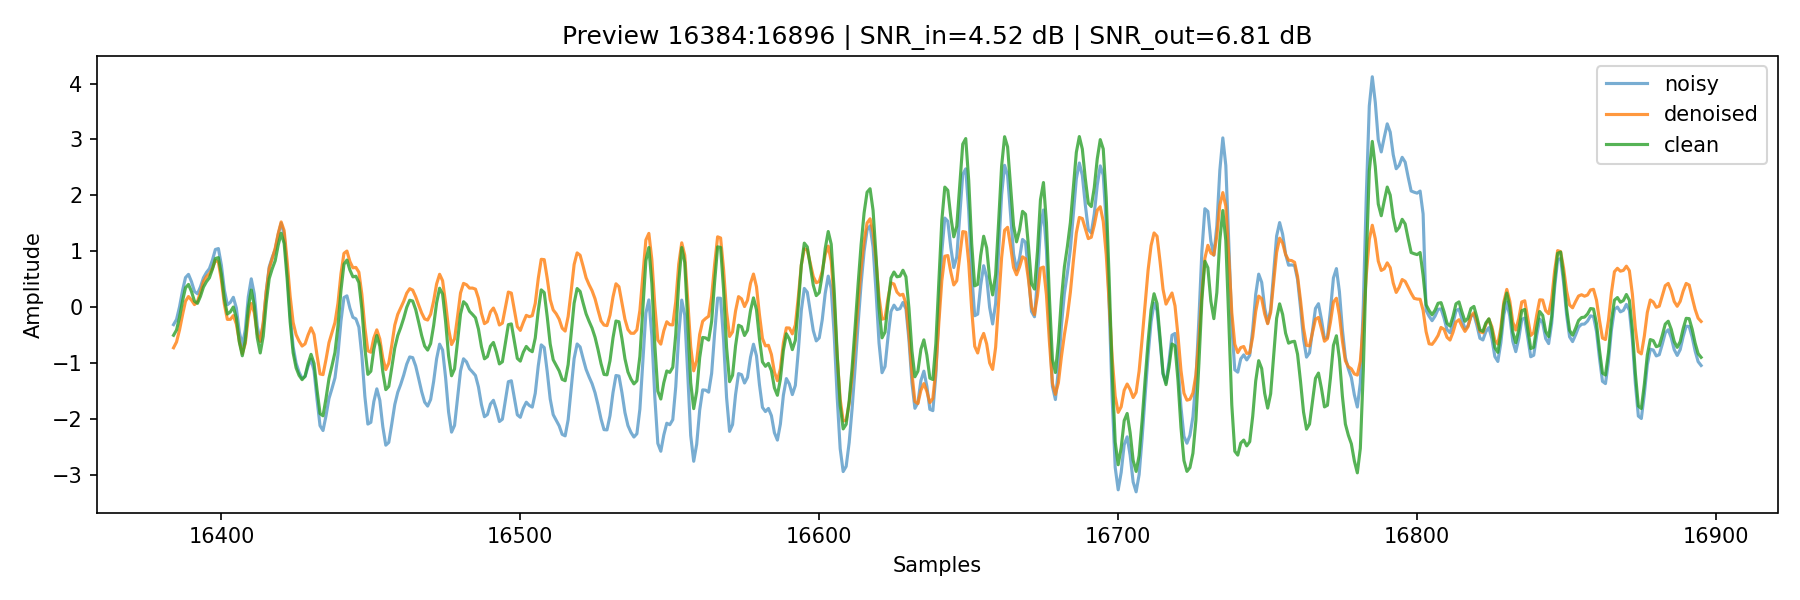 Preview 16384:16896 | SNR_in=4.52 dB | SNR_out=6.81 dB
noisy
denoised
clean
Amplitude
4
3
2
1
0
−1
−2
−3
16400 16500 16600 16700 16800 16900
Samples